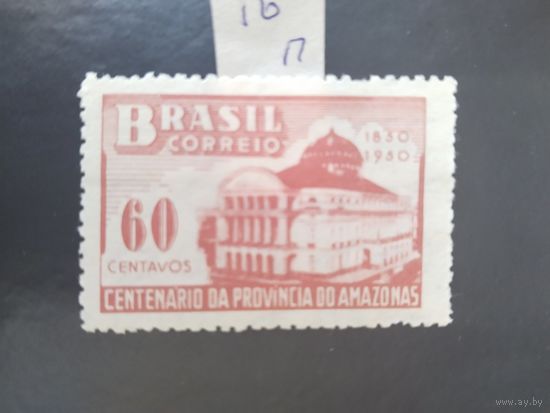 16
п
BRASIL
CORREIO
1850
1950
60
CENTAVOS
CENTENARIO DA PROVINCIA DO AMAZONAS
www.ay.by